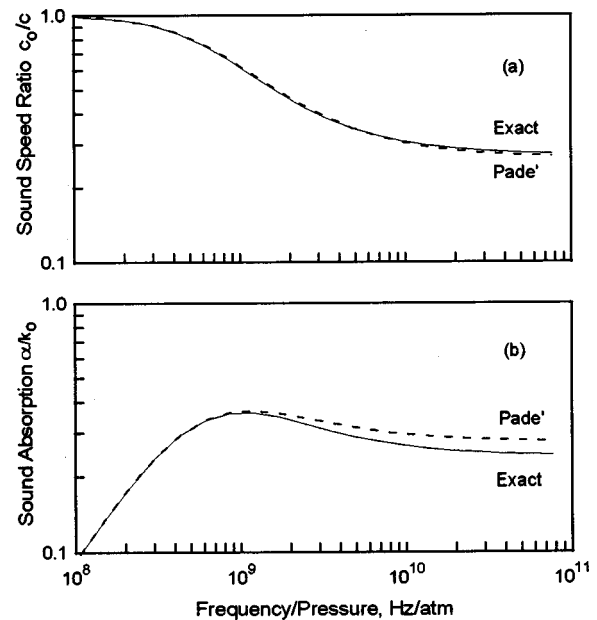 1.0
Sound Speed Ratio c₀/c
(a)
Exact
Pade'
0.1
1.0
Sound Absorption α/k₀
(b)
Pade'
Exact
0.1
10⁸
10⁹
10¹⁰
10¹¹
Frequency/Pressure, Hz/atm